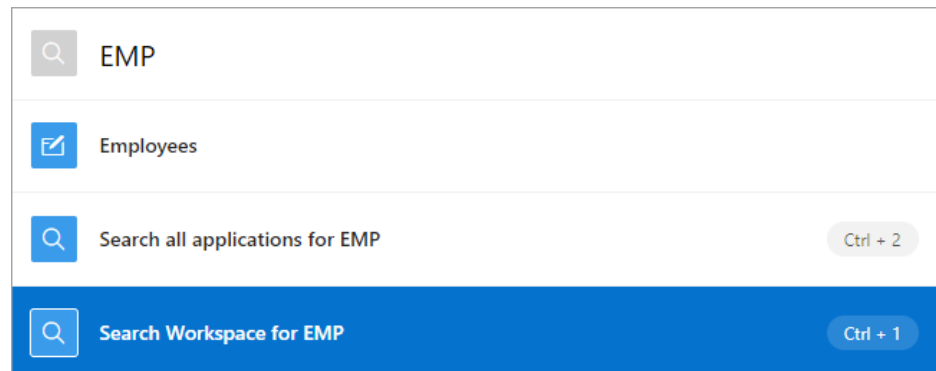 EMP
Employees
Search all applications for EMP Ctrl + 2
Search Workspace for EMP Ctrl + 1